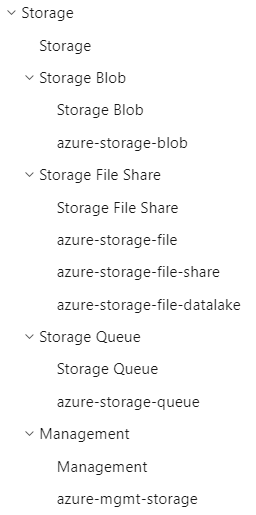 Storage
Storage
Storage Blob
Storage Blob
azure-storage-blob
Storage File Share
Storage File Share
azure-storage-file
azure-storage-file-share
azure-storage-file-datalake
Storage Queue
Storage Queue
azure-storage-queue
Management
Management
azure-mgmt-storage